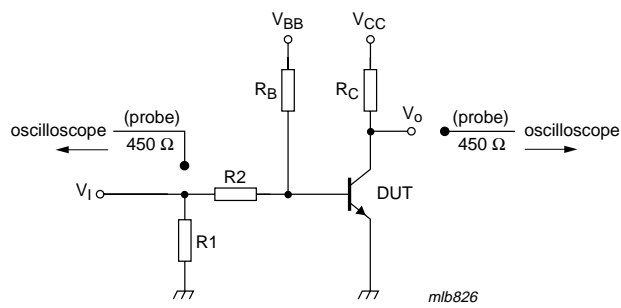 VBB
VCC
RB
RC
(probe)
oscilloscope
450 Ω
Vo
(probe)
oscilloscope
450 Ω
R2
VI
DUT
R1
mlb826